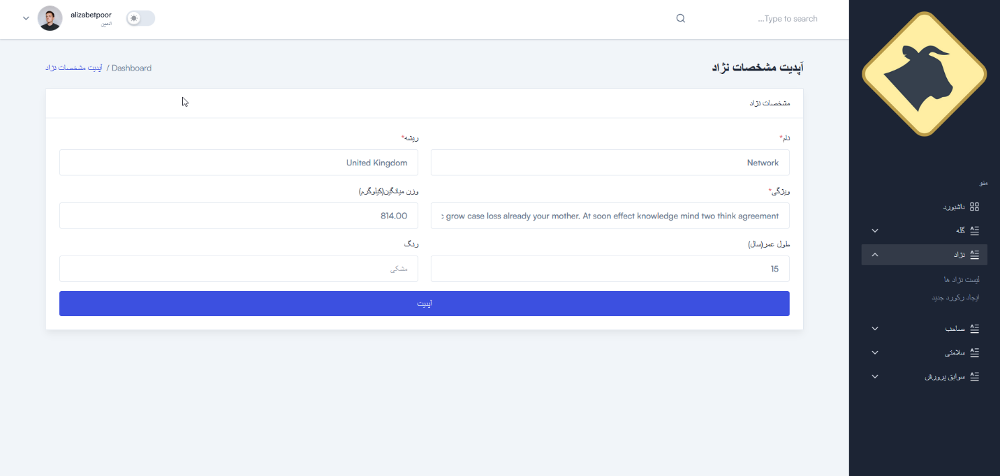 alizabetpoor
ادمین
Type to search...
آپدیت مشخصات نژاد
Dashboard / آپدیت مشخصات نژاد
مشخصات نژاد
نام*
ریشه*
Network
United Kingdom
ویژگی*
وزن میانگین(کیلوگرم)
grow case loss already your mother. At soon effect knowledge mind two think agreement
814.00
طول عمر(سال)
رنگ
15
مشکی
آپدیت
منو
داشبورد
گله
نژاد
لیست نژاد ها
ایجاد رکورد جدید
صاحب
سلامتی
سوابق پرورش